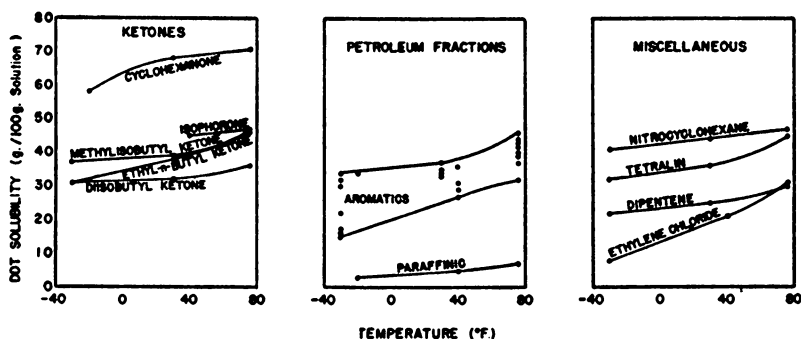 DDT SOLUBILITY (g./100g. Solution)
80
70
60
50
40
30
20
10
0
KETONES
CYCLOHEXINONE
ISOPHORONE
METHYLISOBUTYL KETONE
ETHYL-n-BUTYL KETONE
DIISOBUTYL KETONE
-40 0 40 80
PETROLEUM FRACTIONS
AROMATICS
PARAFFINIC
-40 0 40 80
MISCELLANEOUS
NITROCYCLOHEXANE
TETRALIN
DIPENTENE
ETHYLENE CHLORIDE
-40 0 40 80
TEMPERATURE (°F.)